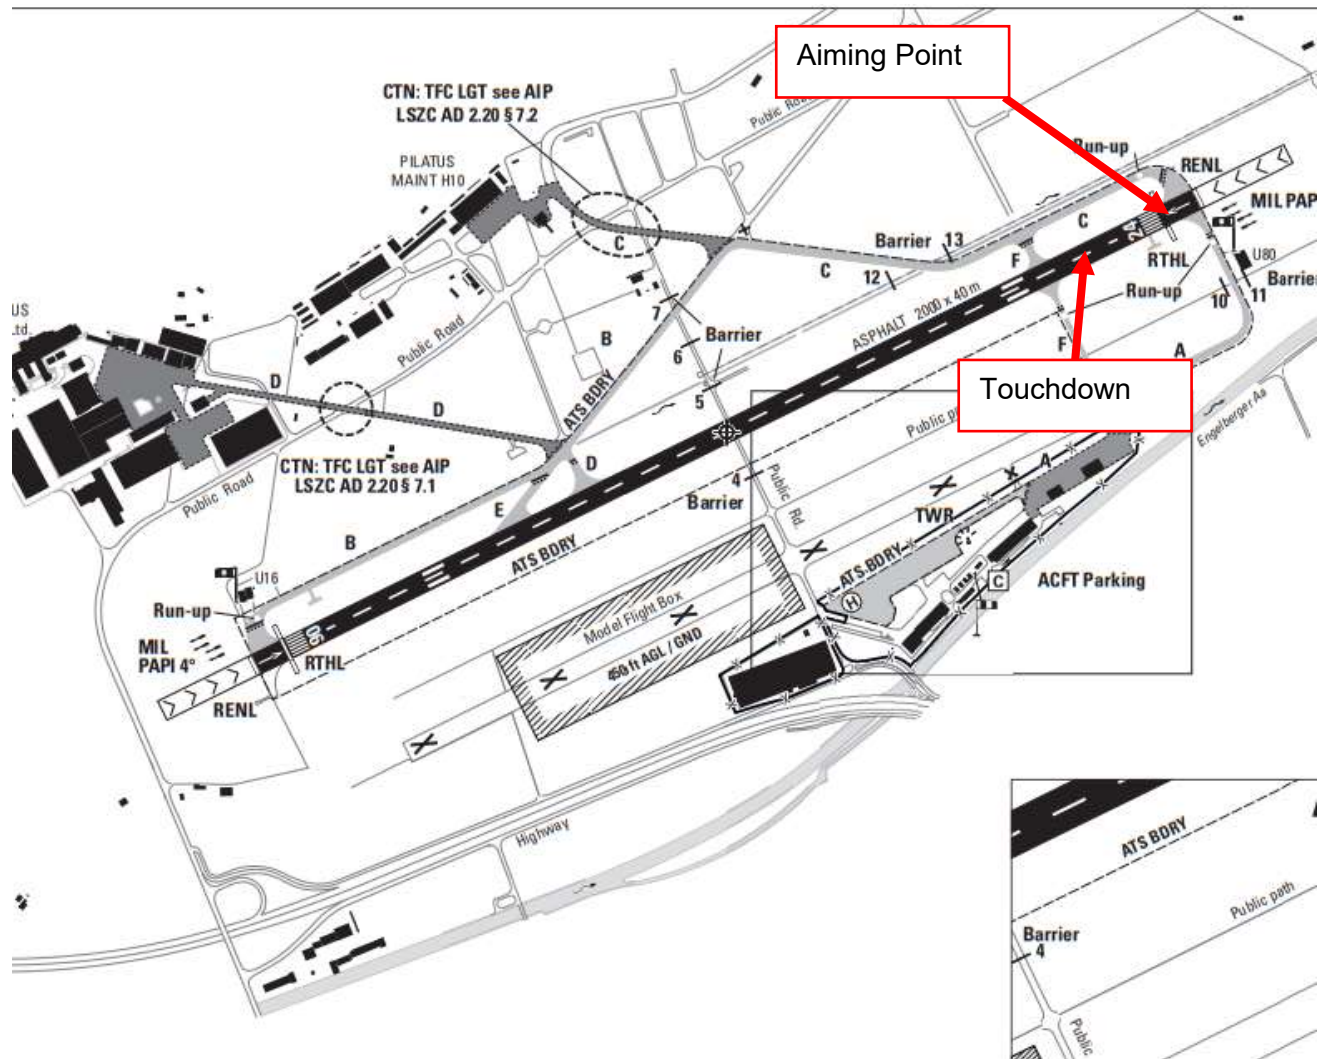 Aiming Point
CTN: TFC LGT see AIP
LSZC AD 2.20 § 7.2
Public Road
Run-up
RENL
PILATUS
MAINT H10
MIL PAP
C
C
C
Barrier 13
12
F
24
RTHL
U80
Run-up
10
11
Barrie
US
Ltd.
Public Road
7
Barrier
6
B
5
ASPHALT 2000 x 40 m
F
A
Touchdown
D
D
ATS BDRY
Engelberger Aa
CTN: TFC LGT see AIP
LSZC AD 2.20 § 7.1
Public Road
D
4
Barrier
Public Rd.
A
TWR
E
B
ATS BDRY
ATS BDRY
C
ACFT Parking
H
U16
Run-up
06
Model Flight Box
450 ft AGL / GND
MIL
PAPI 4°
RTHL
RENL
Highway
ATS BDRY
Public path
Barrier
4
Public